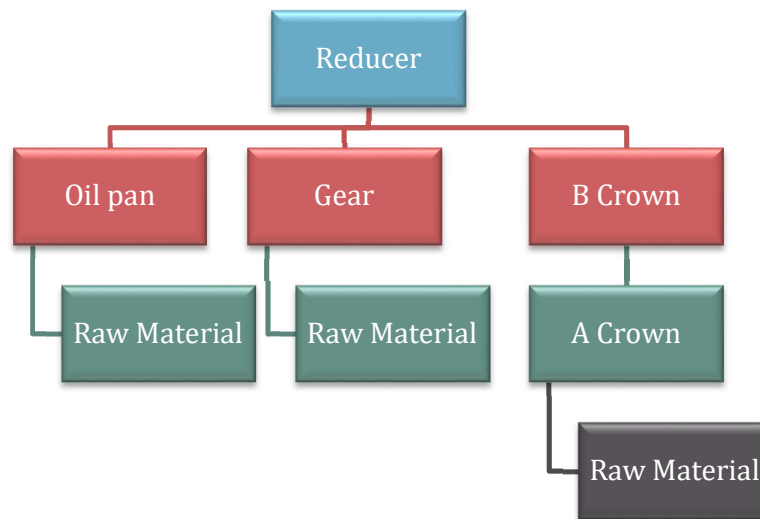 Reducer
Oil pan
Gear
B Crown
Raw Material
Raw Material
A Crown
Raw Material